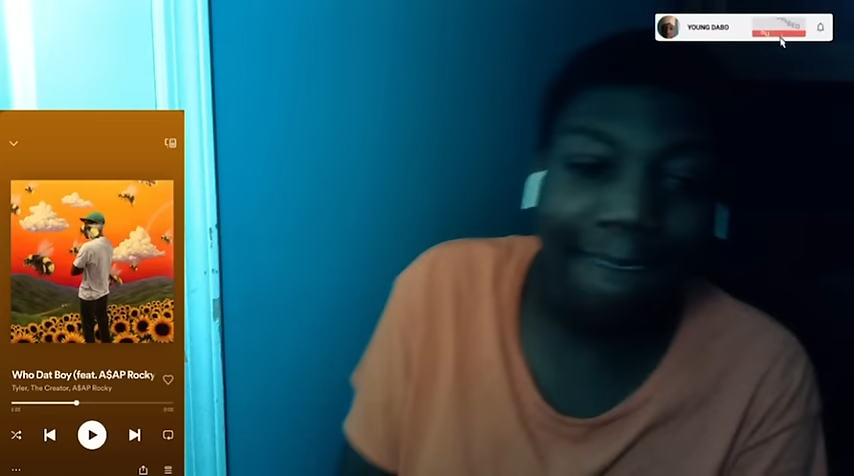 YOUNG DABO
Who Dat Boy (feat. A$AP Rocky
Tyler, The Creator, A$AP Rocky